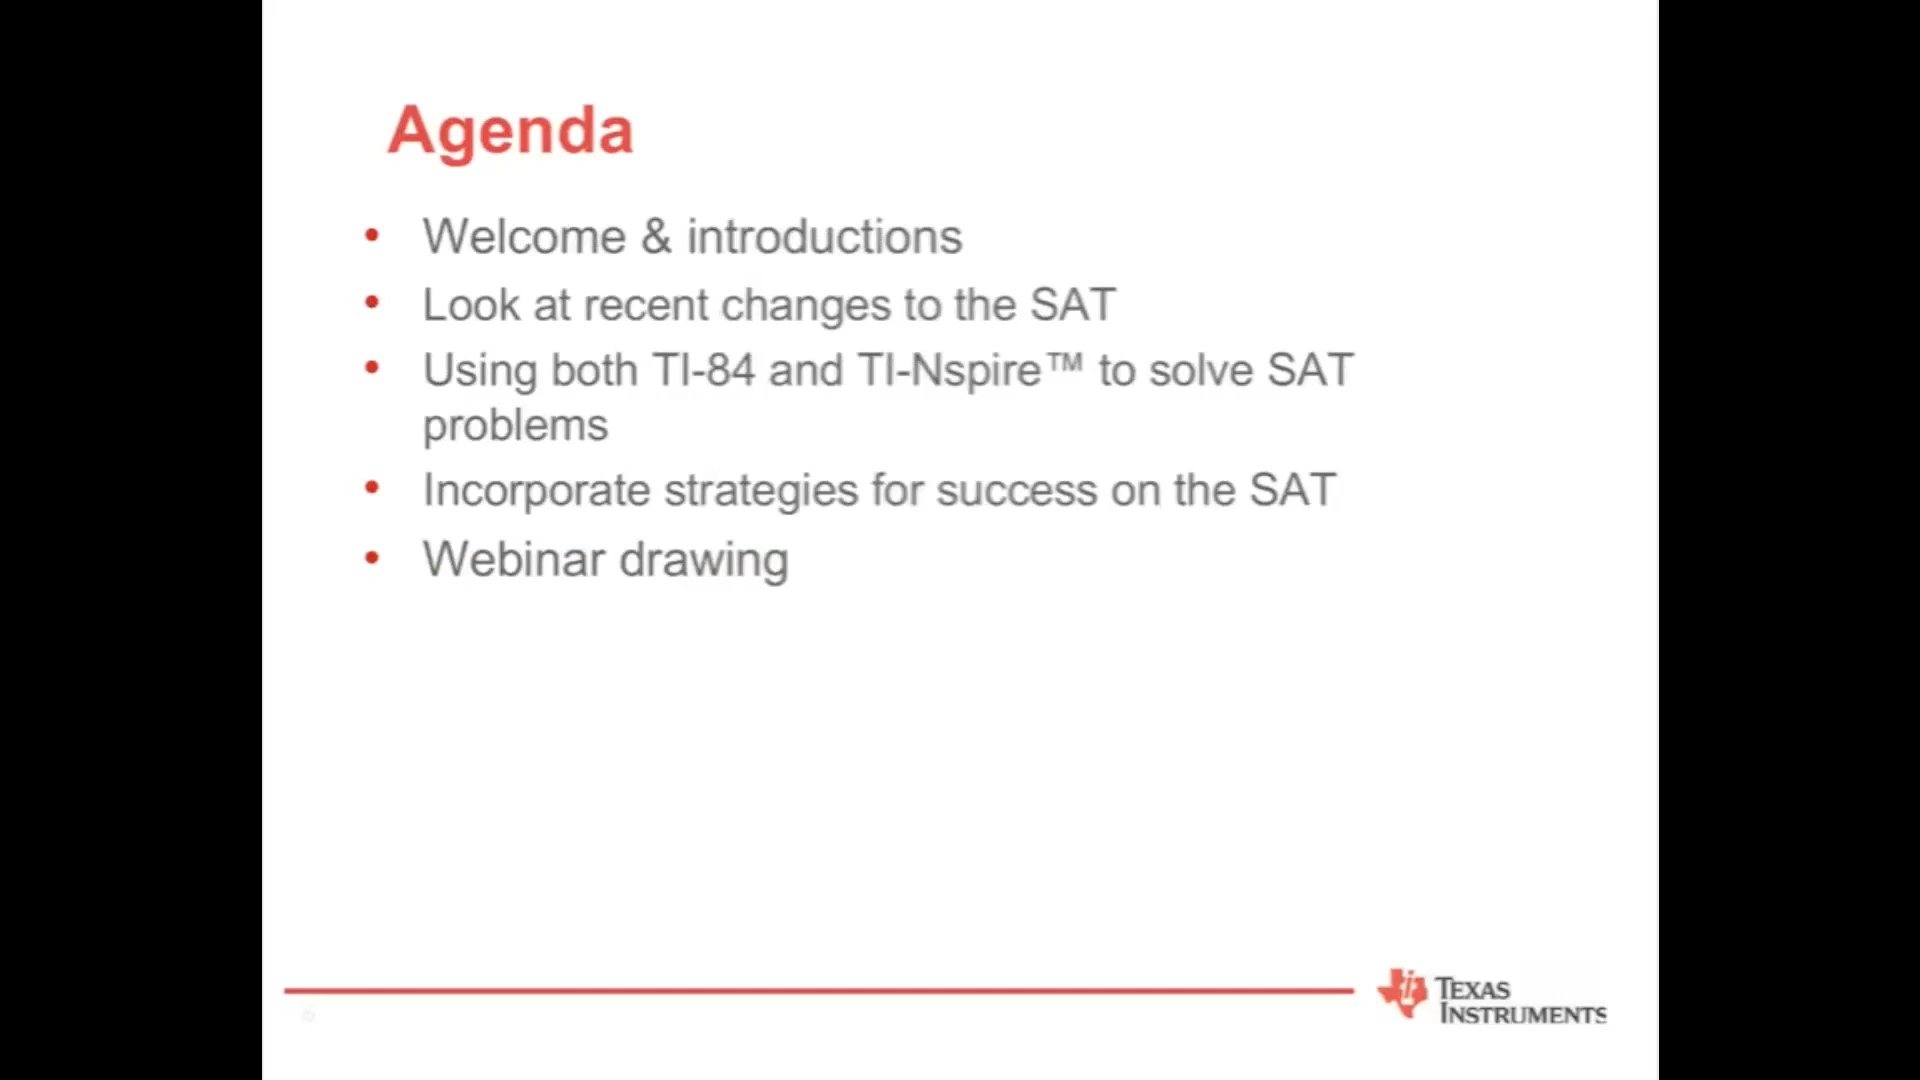 Agenda
• Welcome & introductions
• Look at recent changes to the SAT
• Using both TI-84 and TI-Nspire™ to solve SAT
problems
• Incorporate strategies for success on the SAT
• Webinar drawing
TEXAS
INSTRUMENTS